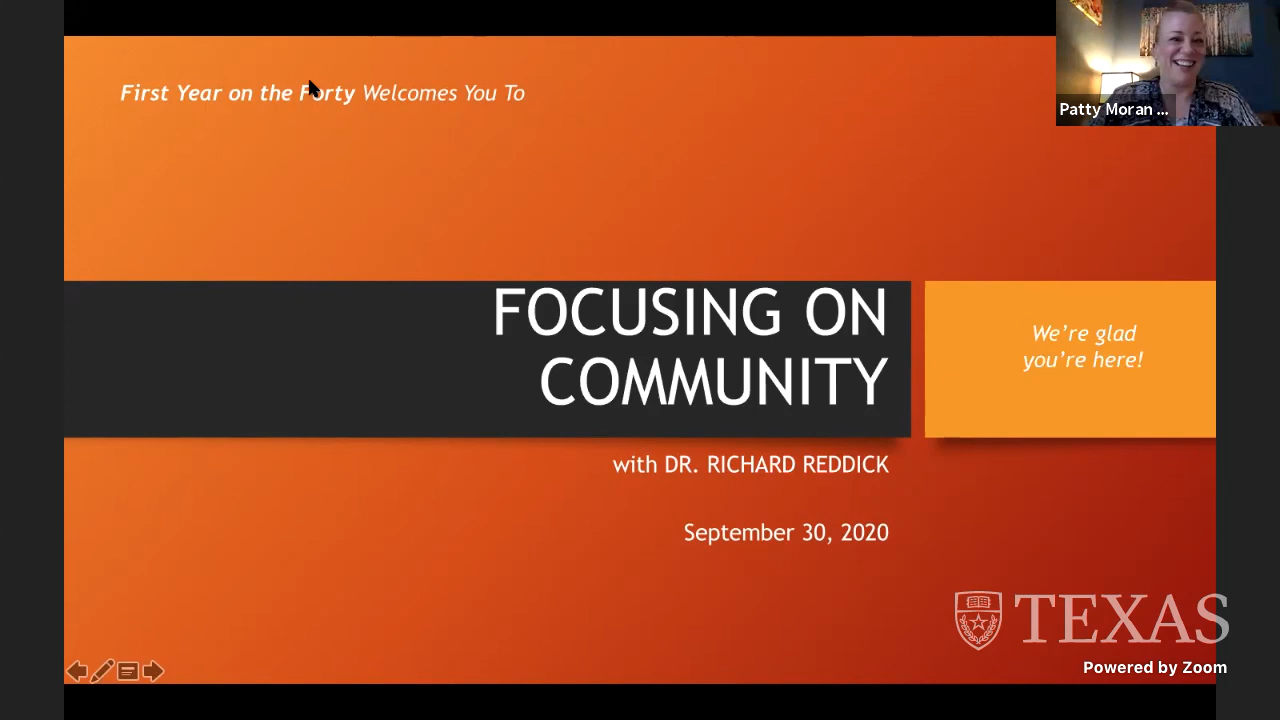 First Year on the Forty Welcomes You To
Patty Moran ...
FOCUSING ON
COMMUNITY
We're glad
you're here!
with DR. RICHARD REDDICK
September 30, 2020
TEXAS
Powered by Zoom